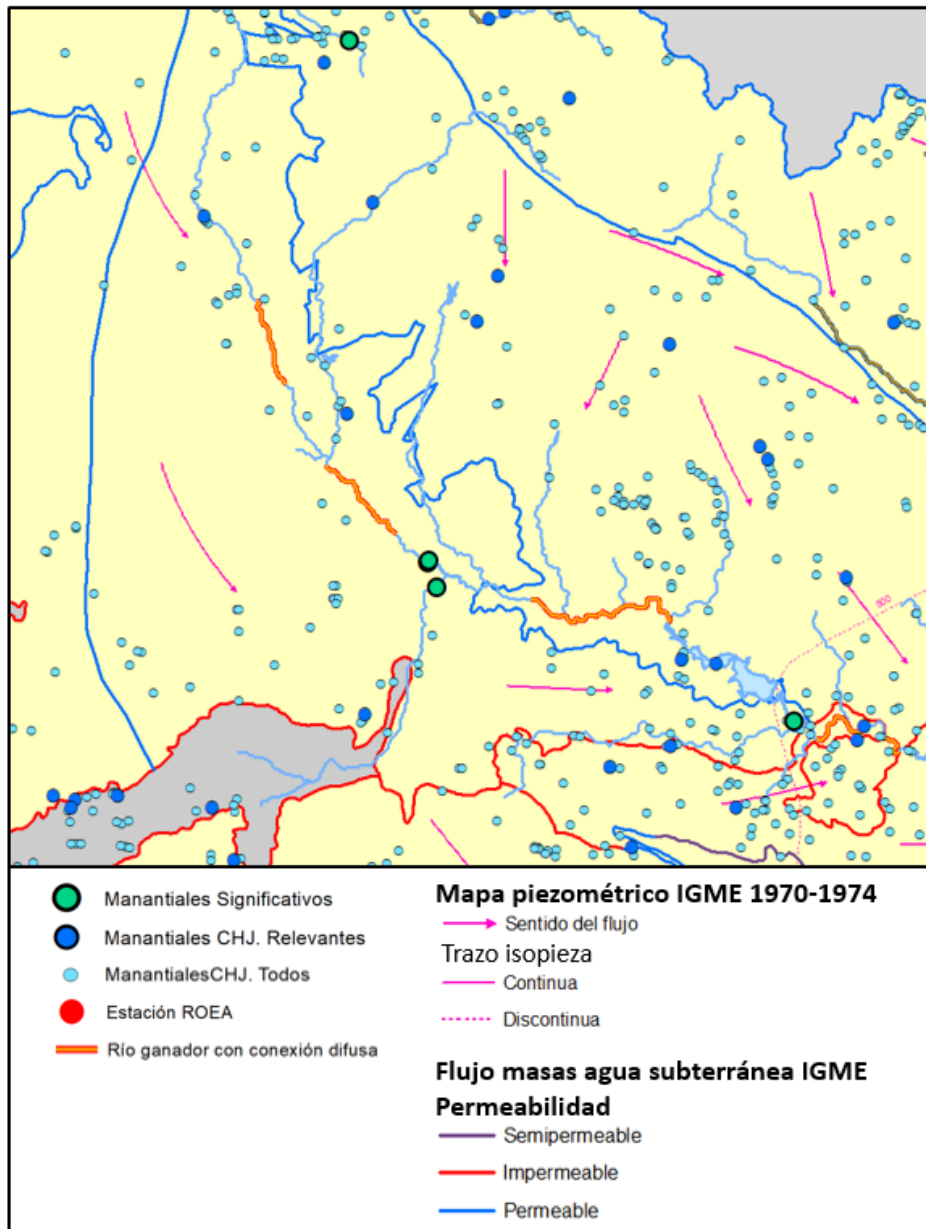 500
Manantiales Significativos
Manantiales CHJ. Relevantes
ManantialesCHJ. Todos
Estación ROEA
Río ganador con conexión difusa
Mapa piezométrico IGME 1970-1974
Sentido del flujo
Trazo isopieza
Continua
Discontinua
Flujo masas agua subterránea IGME
Permeabilidad
Semipermeable
Impermeable
Permeable